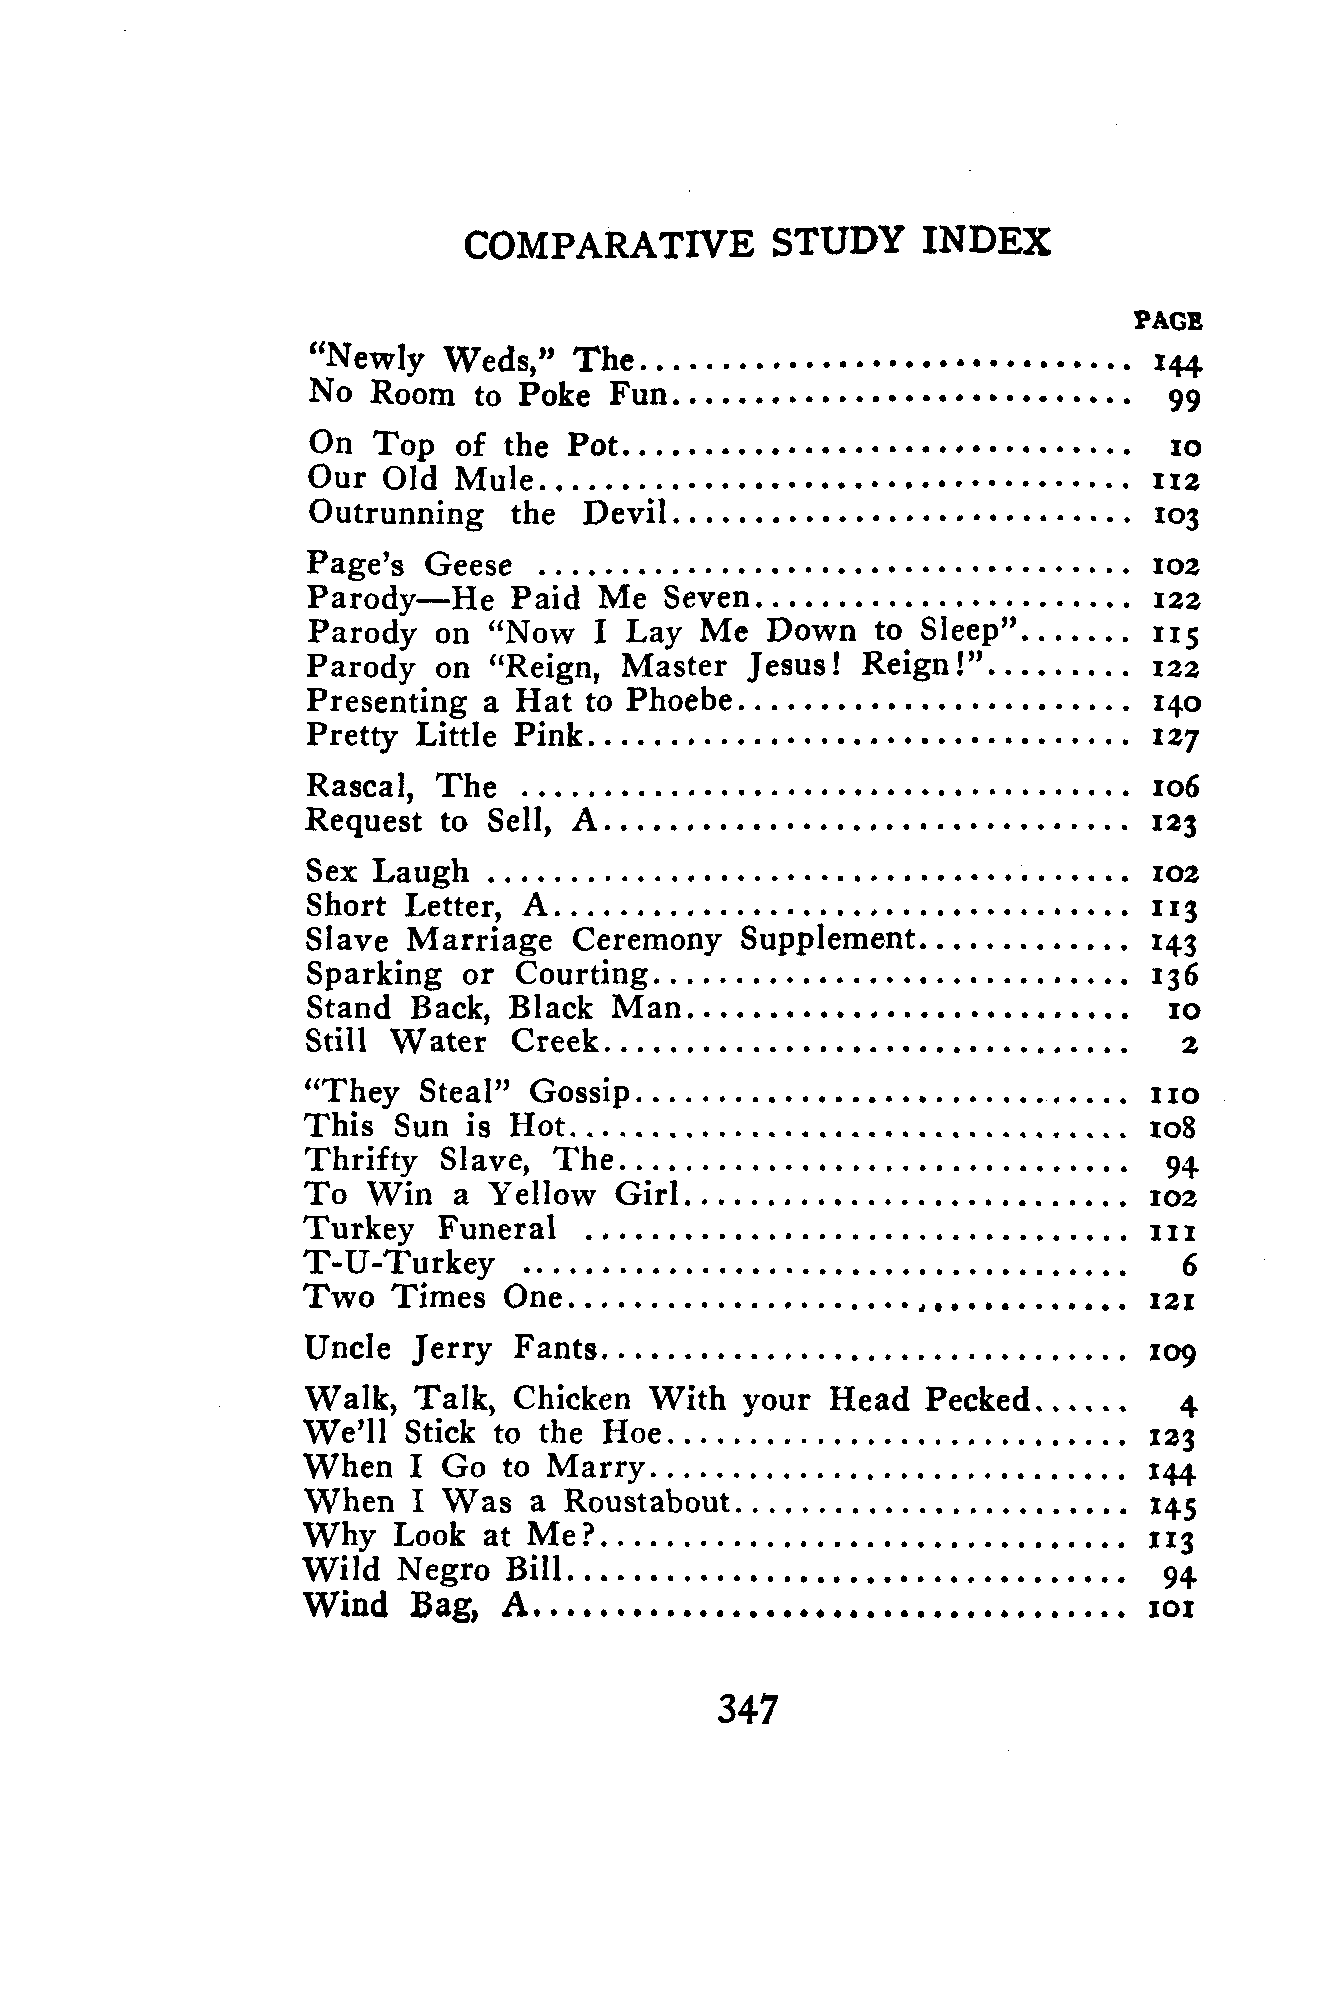 COMPARATIVE STUDY INDEX
PAGE
“Newly Weds,” The.............................. 144
No Room to Poke Fun............................ 99
On Top of the Pot............................... 10
Our Old Mule.................................... 112
Outrunning the Devil............................ 103
Page’s Geese .................................... 102
Parody—He Paid Me Seven....................... 122
Parody on “Now I Lay Me Down to Sleep”....... 115
Parody on “Reign, Master Jesus! Reign!”......... 122
Presenting a Hat to Phoebe........................ 140
Pretty Little Pink................................. 127
Rascal, The ..................................... 106
Request to Sell, A................................ 123
Sex Laugh ....................................... 102
Short Letter, A................................... 113
Slave Marriage Ceremony Supplement............. 143
Sparking or Courting............................. 136
Stand Back, Black Man........................... 10
Still Water Creek................................ 2
“They Steal” Gossip.............................. 110
This Sun is Hot.................................. 108
Thrifty Slave, The............................... 94
To Win a Yellow Girl........................... 102
Turkey Funeral ................................. 111
T-U-Turkey ..................................... 6
Two Times One.................................. 121
Uncle Jerry Fants................................ 109
Walk, Talk, Chicken With your Head Pecked...... 4
We’ll Stick to the Hoe............................ 123
When I Go to Marry............................. 144
When I Was a Roustabout........................ 145
Why Look at Me?................................ 113
Wild Negro Bill.................................. 94
Wind Bag, A.................................... 101
347